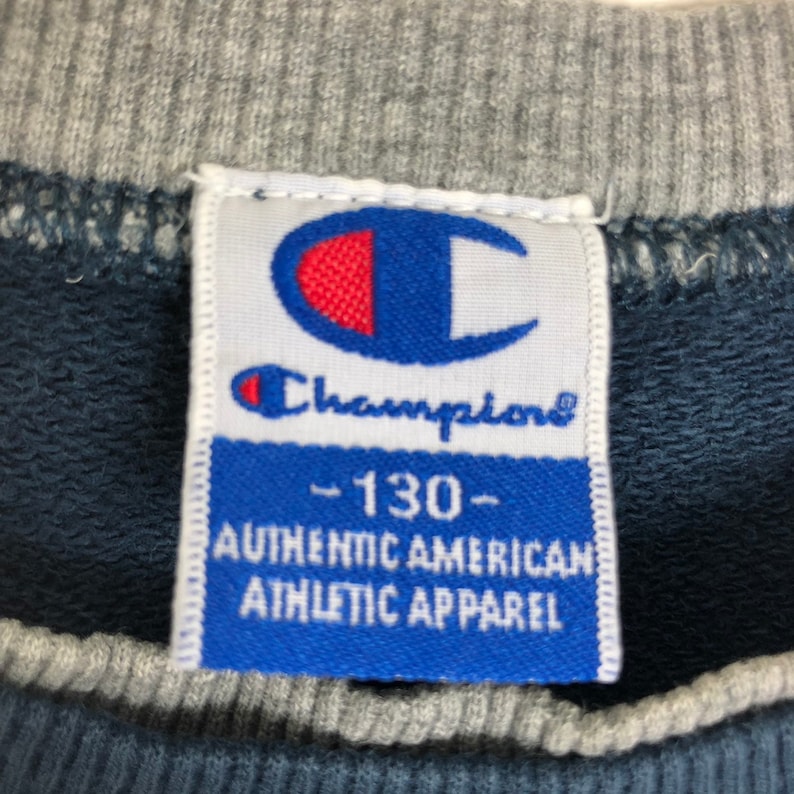 Champion®
-130-
AUTHENTIC AMERICAN
ATHLETIC APPAREL